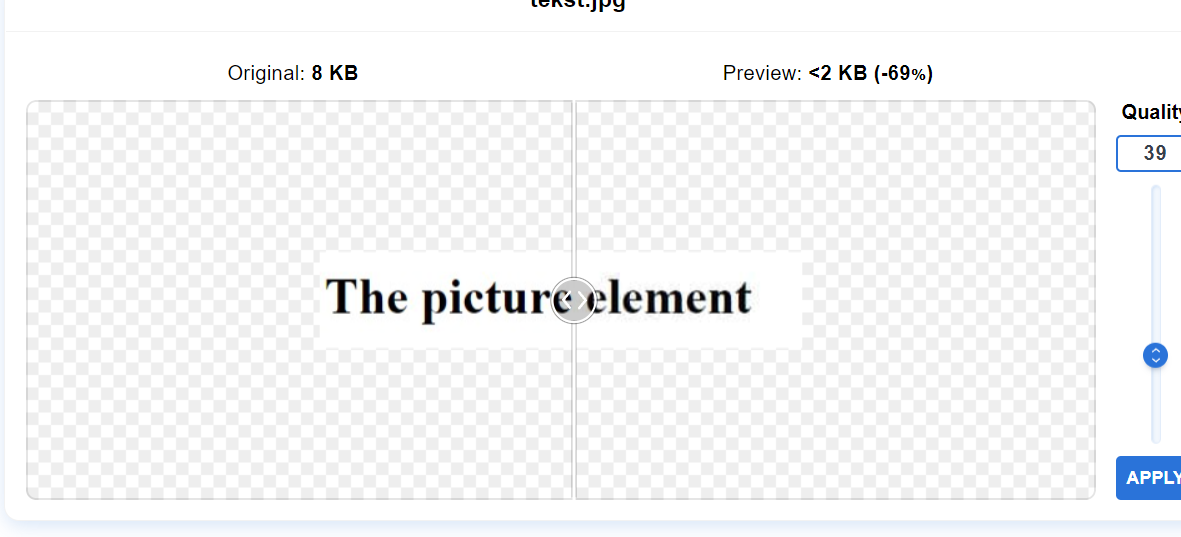 tekst.jpg
Original: 8 KB
Preview: <2 KB (-69%)
Quality
39
The picture element
APPLY